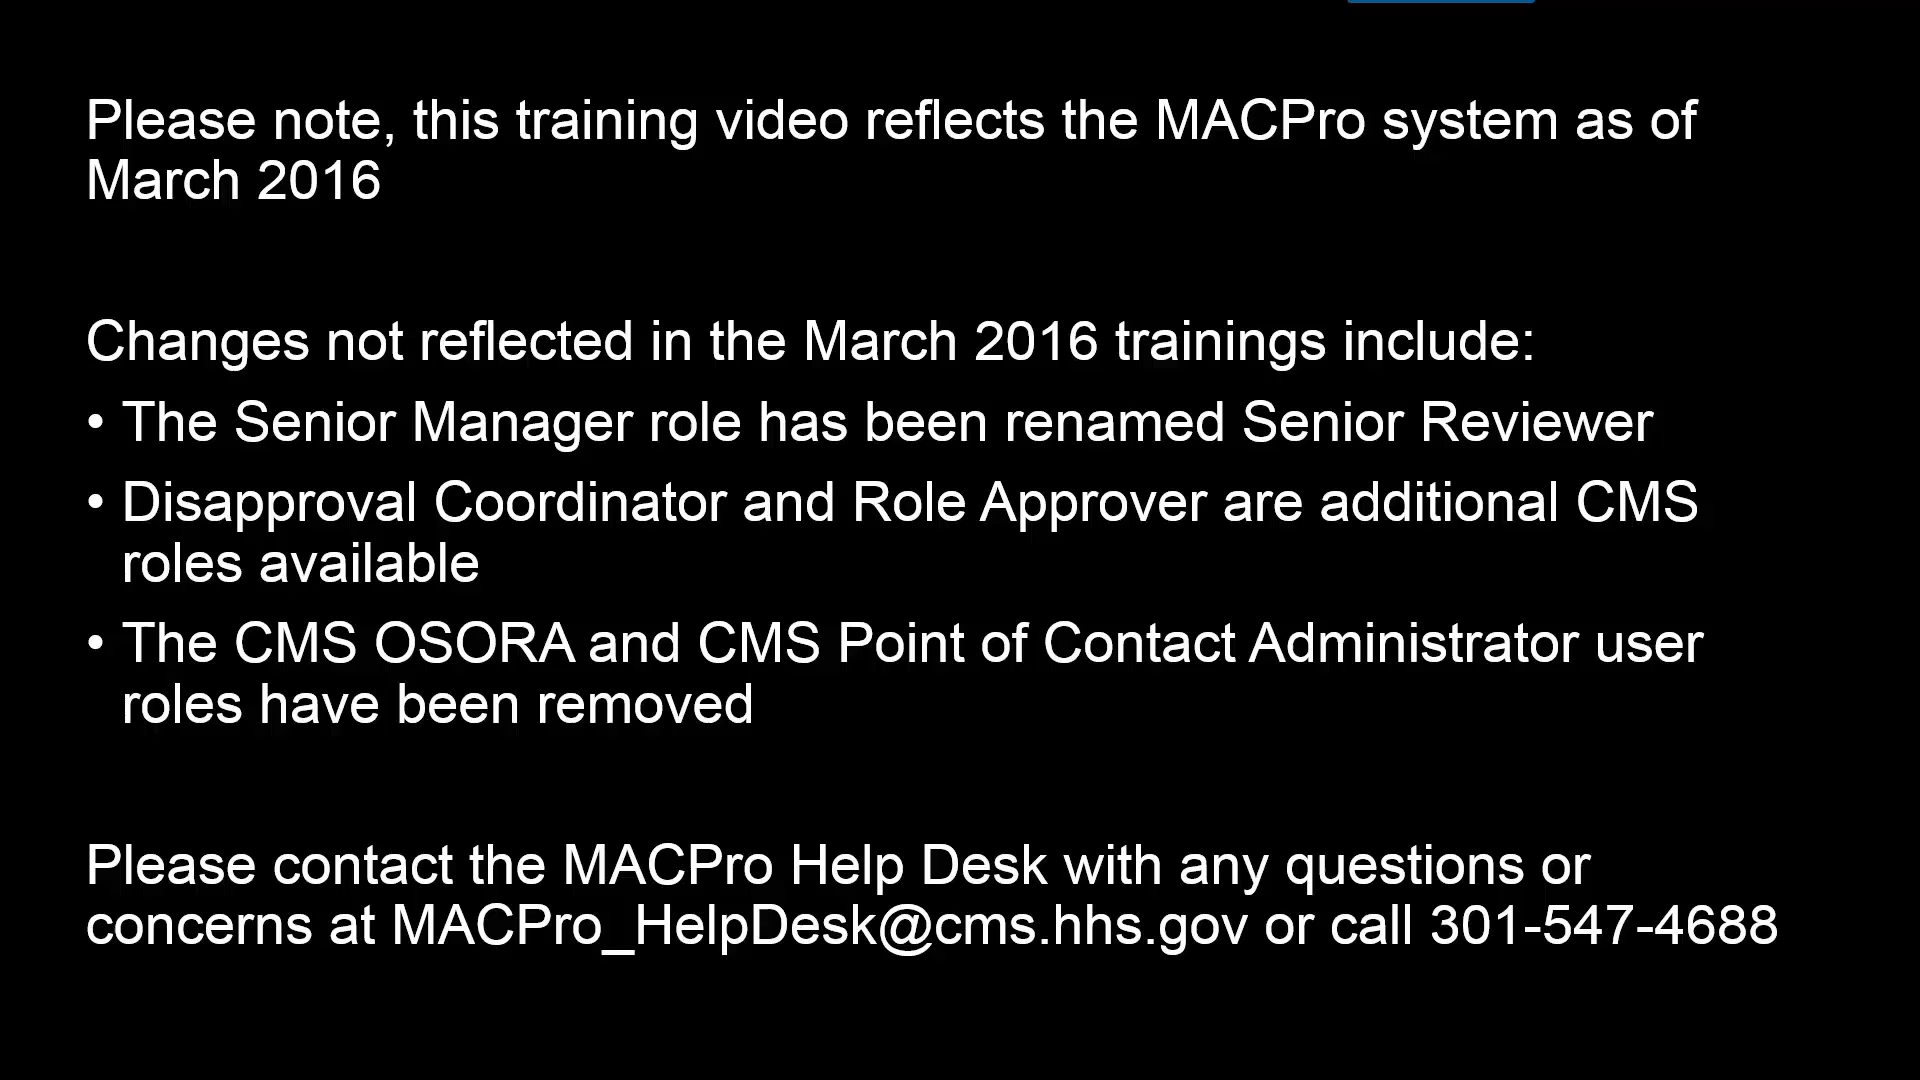 Please note, this training video reflects the MACPro system as of
March 2016
Changes not reflected in the March 2016 trainings include:
• The Senior Manager role has been renamed Senior Reviewer
• Disapproval Coordinator and Role Approver are additional CMS
roles available
• The CMS OSORA and CMS Point of Contact Administrator user
roles have been removed
Please contact the MACPro Help Desk with any questions or
concerns at MACPro_HelpDesk@cms.hhs.gov or call 301-547-4688